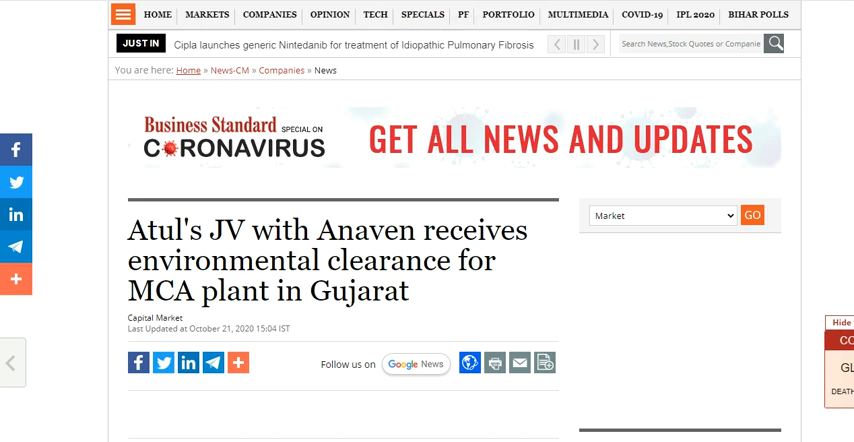 HOME MARKETS COMPANIES OPINION TECH SPECIALS PF PORTFOLIO MULTIMEDIA COVID-19 IPL 2020 BIHAR POLLS
JUST IN Cipla launches generic Nintedanib for treatment of Idiopathic Pulmonary Fibrosis Search News,Stock Quotes or Companie
You are here: Home » News-CM » Companies » News
Business Standard SPECIAL ON
CORONAVIRUS
GET ALL NEWS AND UPDATES
Market GO
Atul's JV with Anaven receives
environmental clearance for
MCA plant in Gujarat
Capital Market
Last Updated at October 21, 2020 15:04 IST
Follow us on Google News
Hide
CO
GL
DEATH